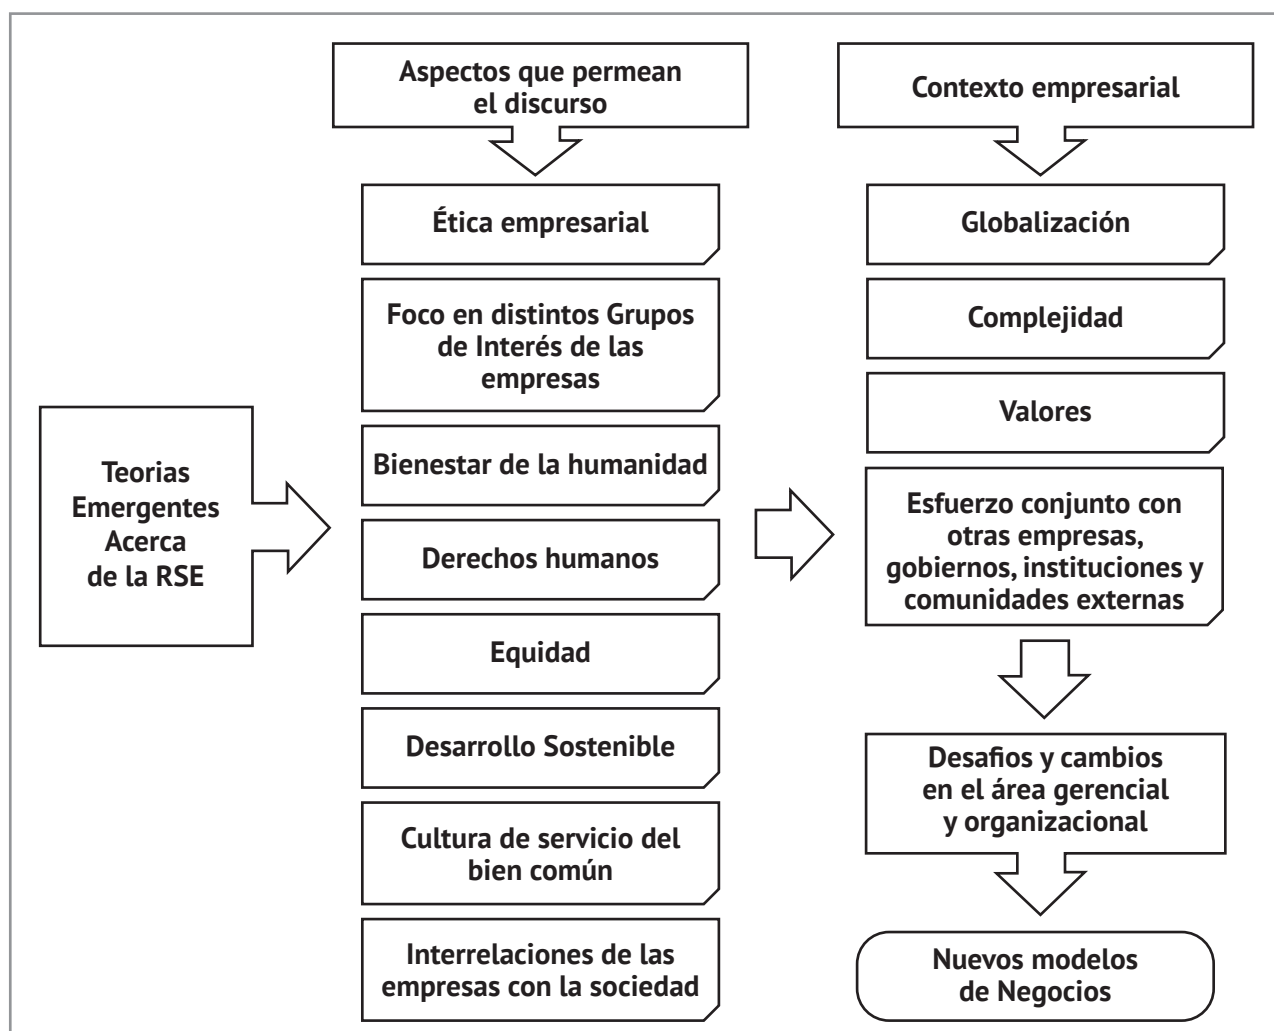 Teorias
Emergentes
Acerca
de la RSE
Aspectos que permean
el discurso
Ética empresarial
Foco en distintos Grupos
de Interés de las
empresas
Bienestar de la humanidad
Derechos humanos
Equidad
Desarrollo Sostenible
Cultura de servicio del
bien común
Interrelaciones de las
empresas con la sociedad
Contexto empresarial
Globalización
Complejidad
Valores
Esfuerzo conjunto con
otras empresas,
gobiernos, instituciones y
comunidades externas
Desafios y cambios
en el área gerencial
y organizacional
Nuevos modelos
de Negocios